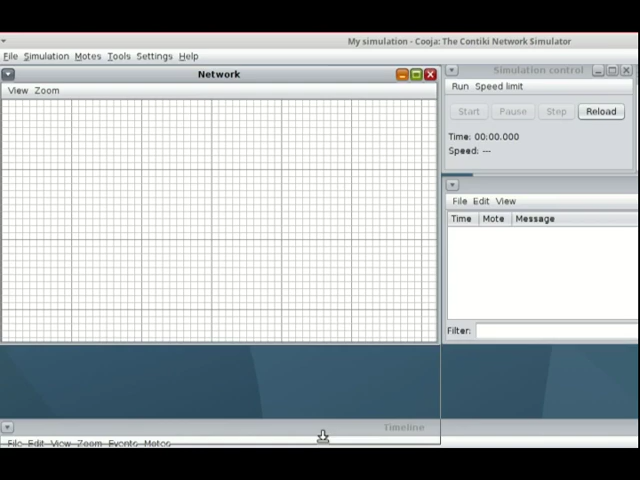 My simulation - Cooja: The Contiki Network Simulator
File Simulation Motes Tools Settings Help
Network
View Zoom
Simulation control
Run Speed limit
Start Pause Step Reload
Time: 00:00.000
Speed: ---
File Edit View
Time Mote Message
Filter:
Timeline
File Edit View Zoom Events Motes